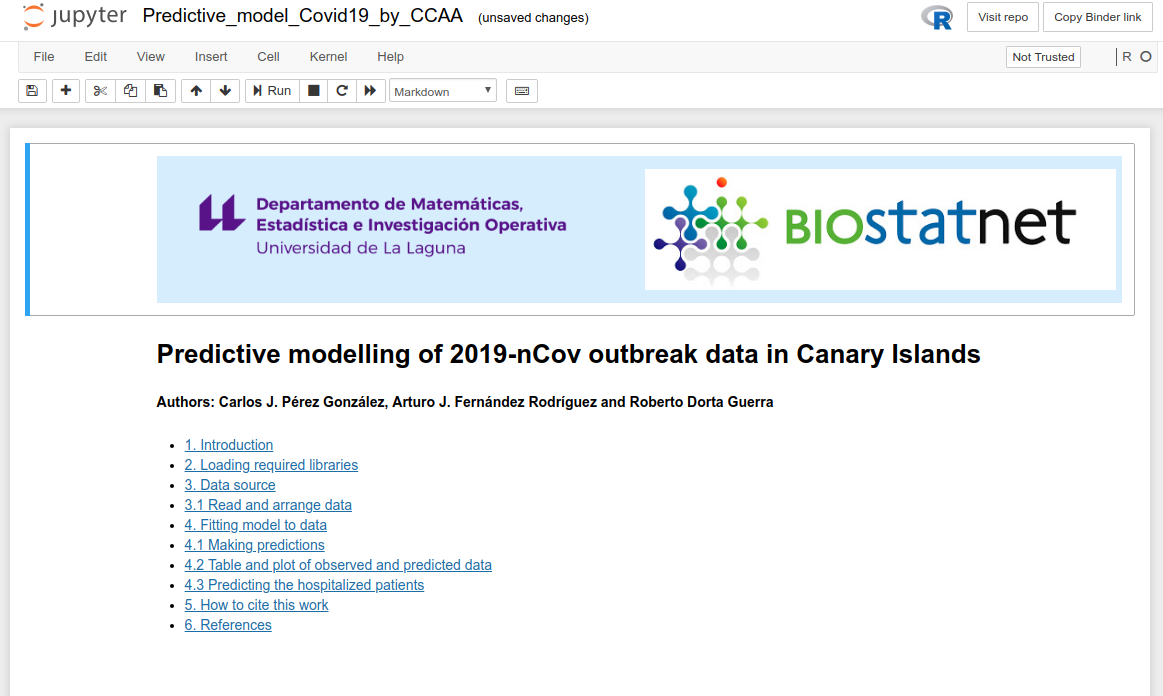 jupyter Predictive_model_Covid19_by_CCAA (unsaved changes) R Visit repo Copy Binder link
File Edit View Insert Cell Kernel Help Not Trusted R
Run Markdown
Departamento de Matemáticas,
Estadística e Investigación Operativa
Universidad de La Laguna
BIOstatnet
Predictive modelling of 2019-nCov outbreak data in Canary Islands
Authors: Carlos J. Pérez González, Arturo J. Fernández Rodríguez and Roberto Dorta Guerra
1. Introduction
2. Loading required libraries
3. Data source
3.1 Read and arrange data
4. Fitting model to data
4.1 Making predictions
4.2 Table and plot of observed and predicted data
4.3 Predicting the hospitalized patients
5. How to cite this work
6. References